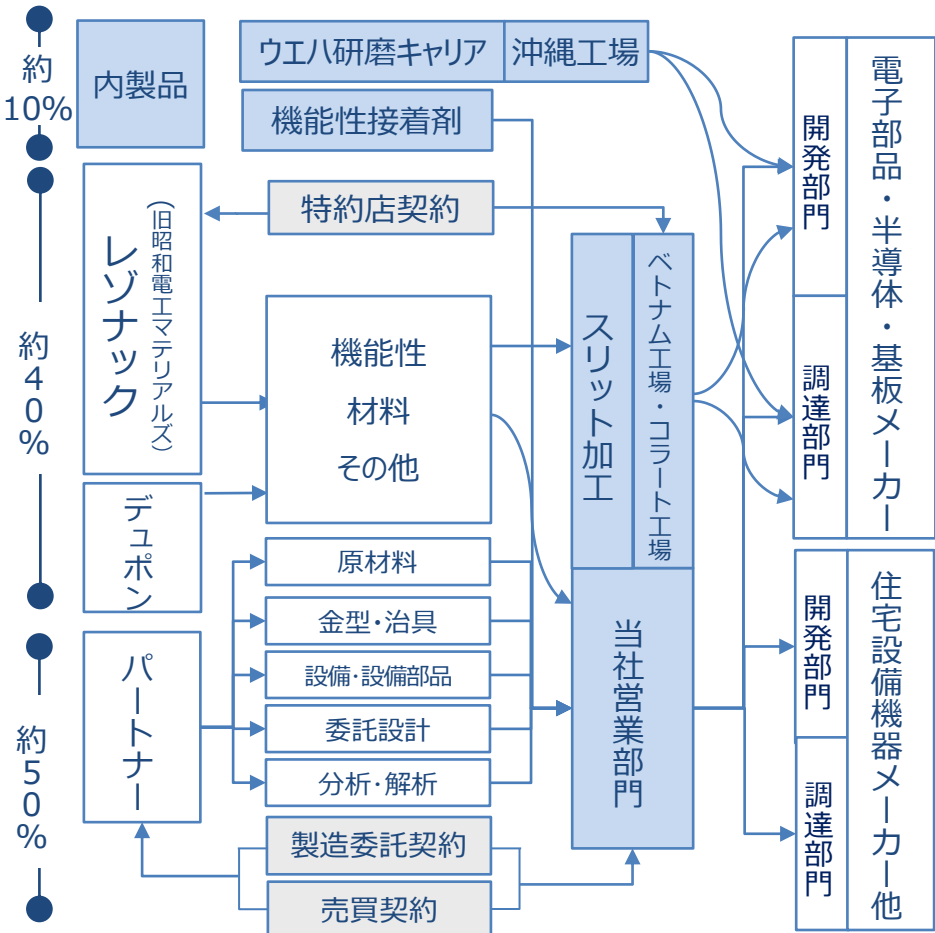 約
10%
内製品
ウエハ研磨キャリア
沖縄工場
機能性接着剤
約40%
レゾナック
(旧昭和電工マテリアルズ)
特約店契約
機能性
材料
その他
デュポン
約50%
パートナー
原材料
金型・治具
設備・設備部品
委託設計
分析・解析
製造委託契約
売買契約
スリット加工
ベトナム工場・コラート工場
当社営業部門
開発部門
調達部門
電子部品・半導体・基板メーカー
開発部門
調達部門
住宅設備機器メーカー他